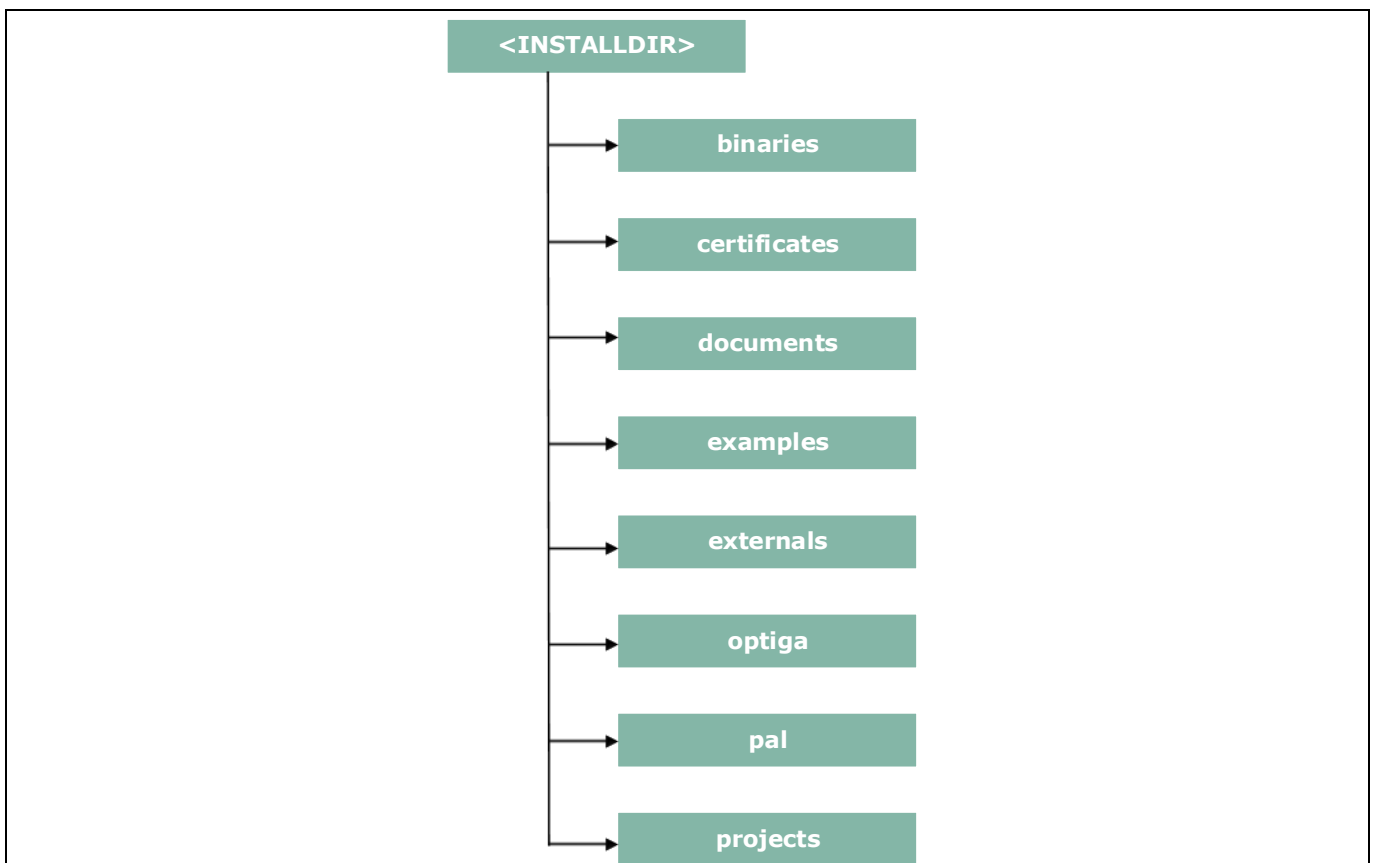 <INSTALLDIR>
binaries
certificates
documents
examples
externals
optiga
pal
projects